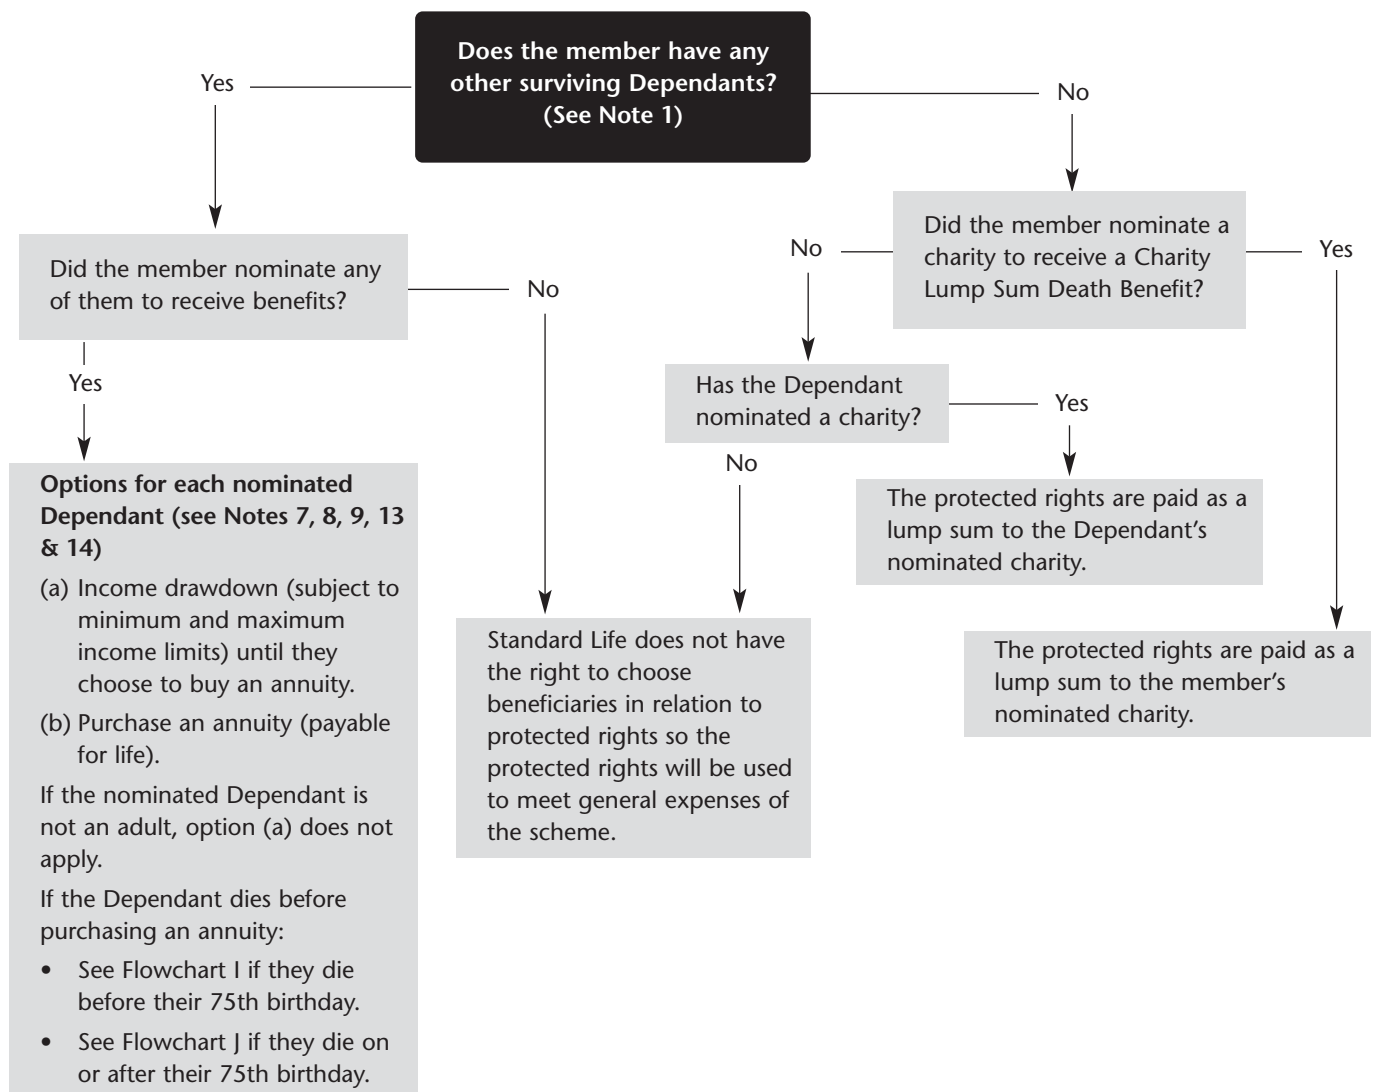 Does the member have any
other surviving Dependants?
(See Note 1)
Yes
No
Did the member nominate any
of them to receive benefits?
No
Yes
Did the member nominate a
charity to receive a Charity
Lump Sum Death Benefit?
No
Yes
Has the Dependant
nominated a charity?
Yes
No
The protected rights are paid as a
lump sum to the Dependant’s
nominated charity.
The protected rights are paid as a
lump sum to the member’s
nominated charity.
Standard Life does not have
the right to choose
beneficiaries in relation to
protected rights so the
protected rights will be used
to meet general expenses of
the scheme.
Options for each nominated
Dependant (see Notes 7, 8, 9, 13
& 14)
(a) Income drawdown (subject to
minimum and maximum
income limits) until they
choose to buy an annuity.
(b) Purchase an annuity (payable
for life).
If the nominated Dependant is
not an adult, option (a) does not
apply.
If the Dependant dies before
purchasing an annuity:
• See Flowchart I if they die
before their 75th birthday.
• See Flowchart J if they die on
or after their 75th birthday.